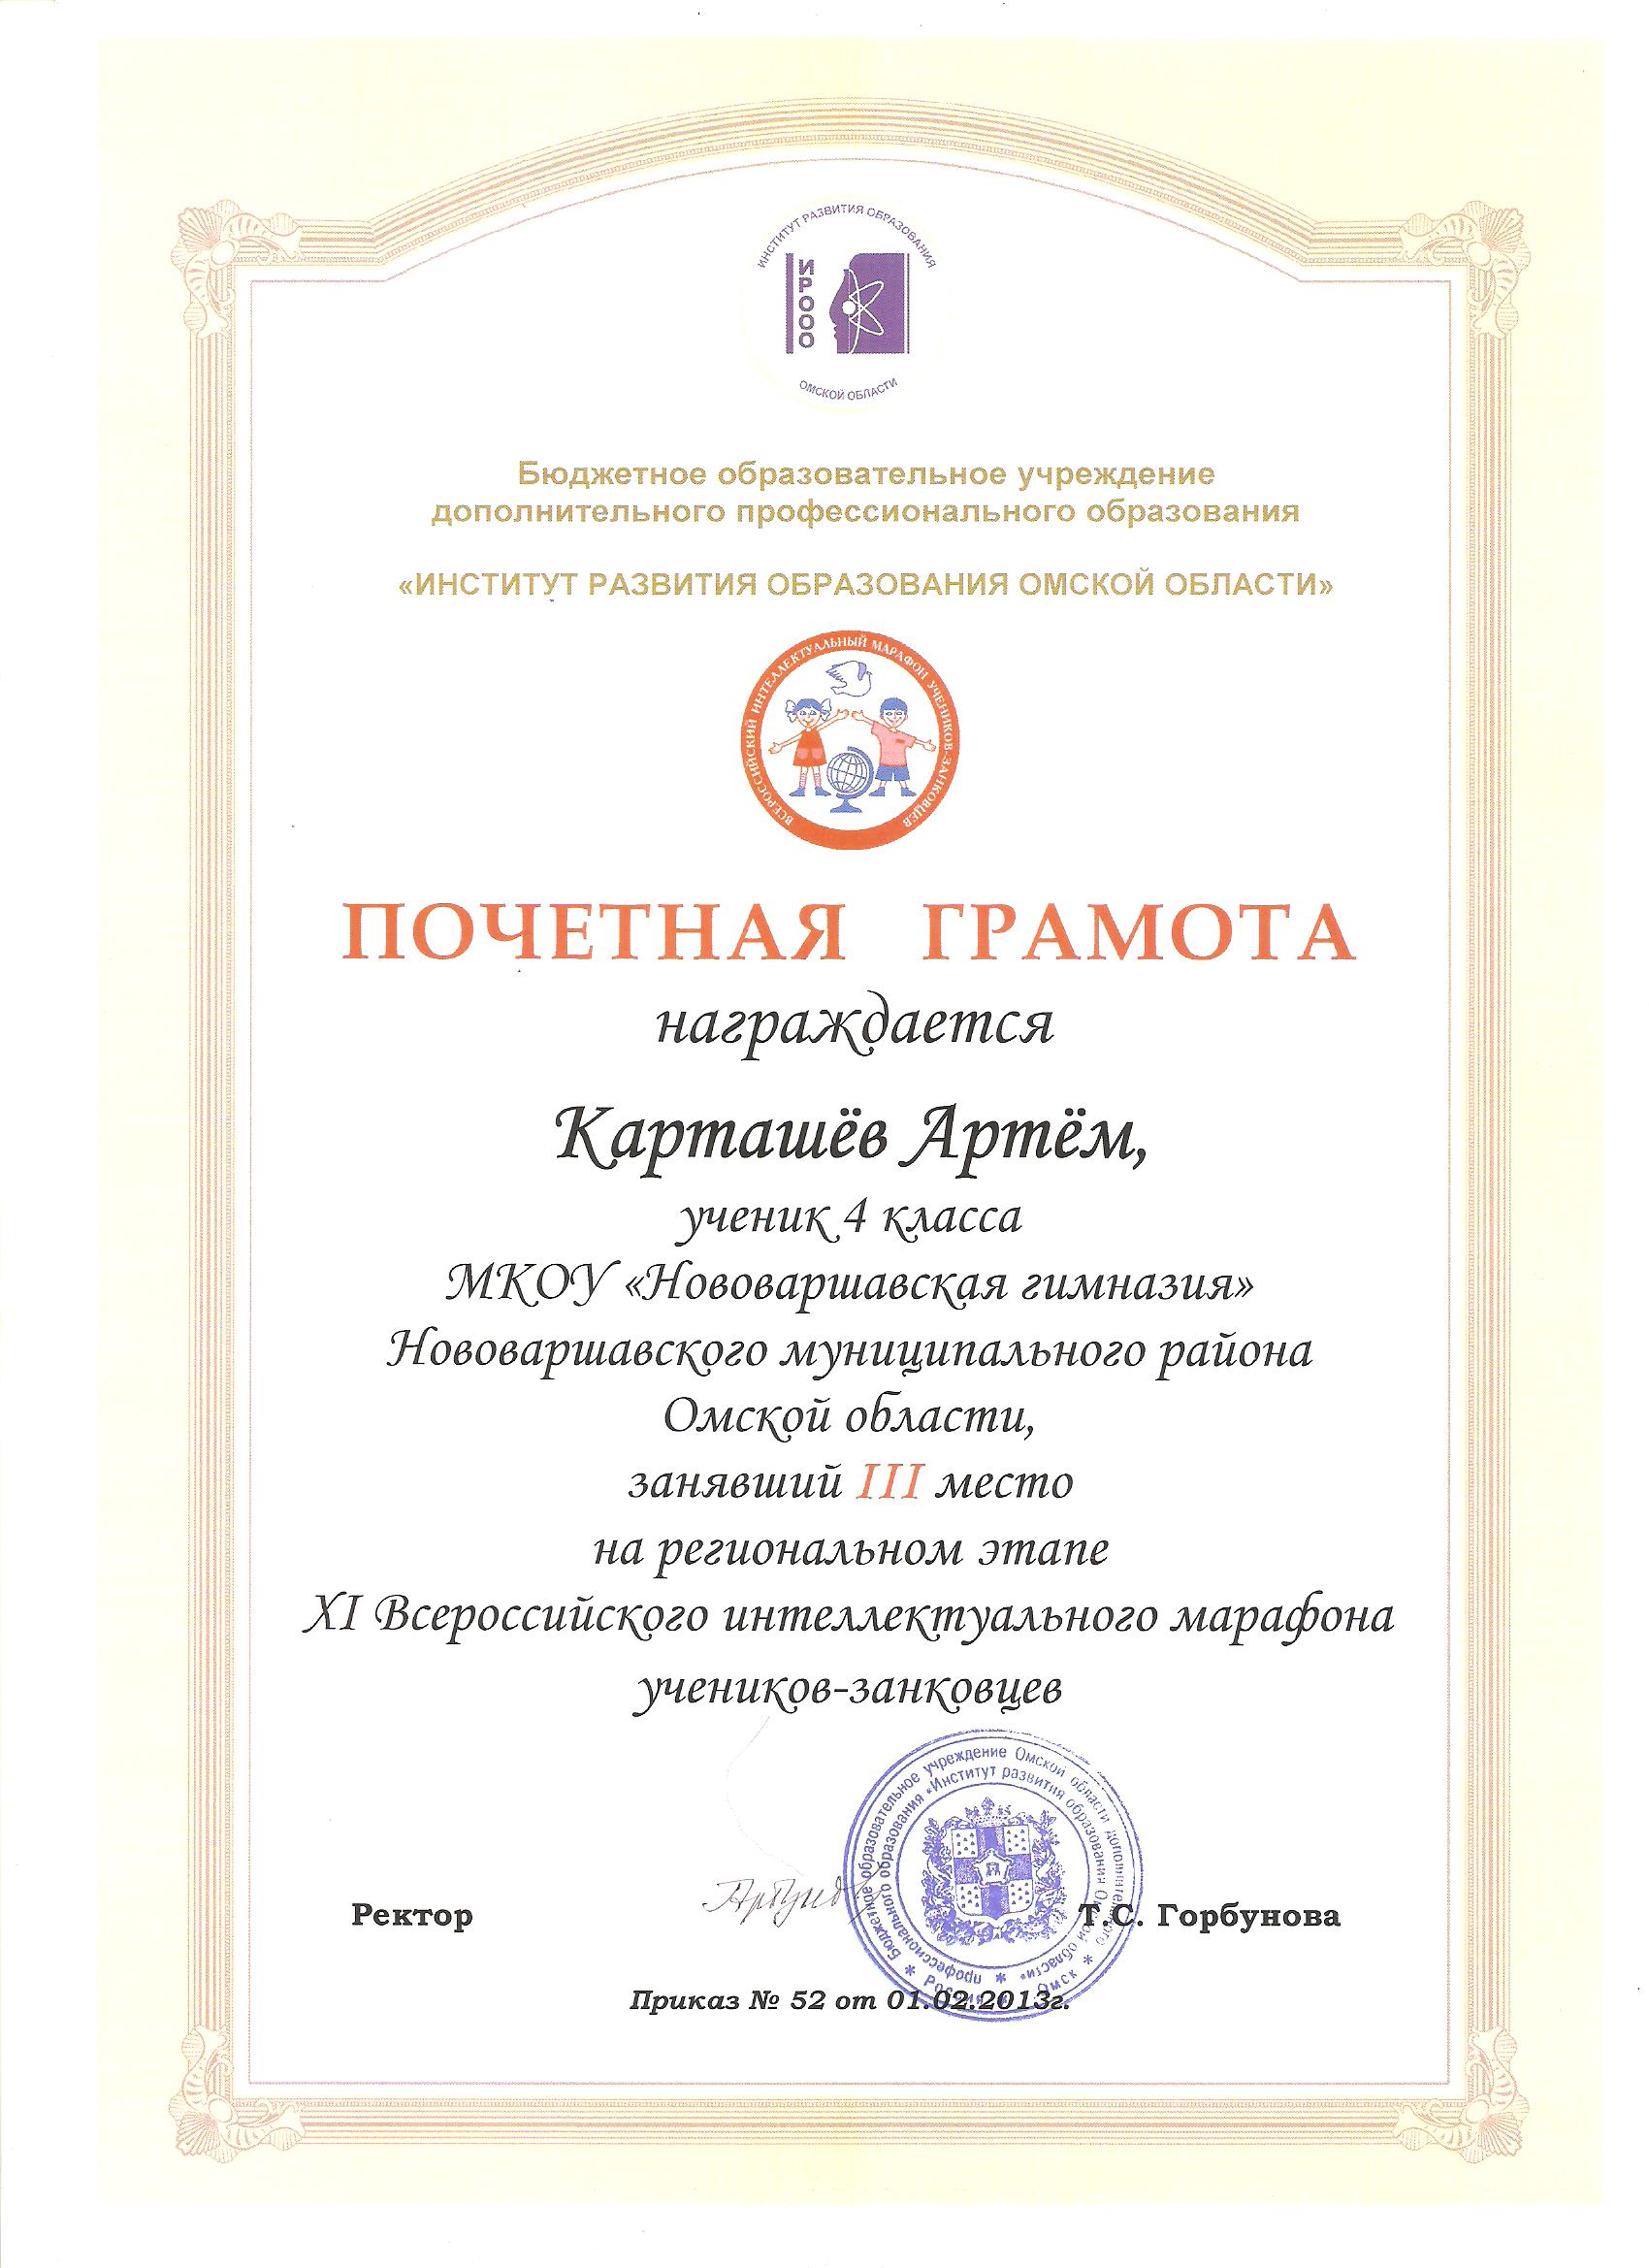 ИНСТИТУТ РАЗВИТИЯ ОБРАЗОВАНИЯ
ИРООО
ОМСКОЙ ОБЛАСТИ
Бюджетное образовательное учреждение
дополнительного профессионального образования
«ИНСТИТУТ РАЗВИТИЯ ОБРАЗОВАНИЯ ОМСКОЙ ОБЛАСТИ»
ВСЕРОССИЙСКИЙ ИНТЕЛЛЕКТУАЛЬНЫЙ МАРАФОН УЧЕНИКОВ-ЗАНКОВЦЕВ
ПОЧЕТНАЯ ГРАМОТА
награждается
Карташёв Артём,
ученик 4 класса
МКОУ «Нововаршавская гимназия»
Нововаршавского муниципального района
Омской области,
занявший III место
на региональном этапе
XI Всероссийского интеллектуального марафона
учеников-занковцев
Бюджетное образовательное учреждение Омской области дополнительного
профессионального образования «Институт развития образования Омской области»
* Россия * Омск *
Ректор
Т.С. Горбунова
Приказ № 52 от 01.02.2013г.